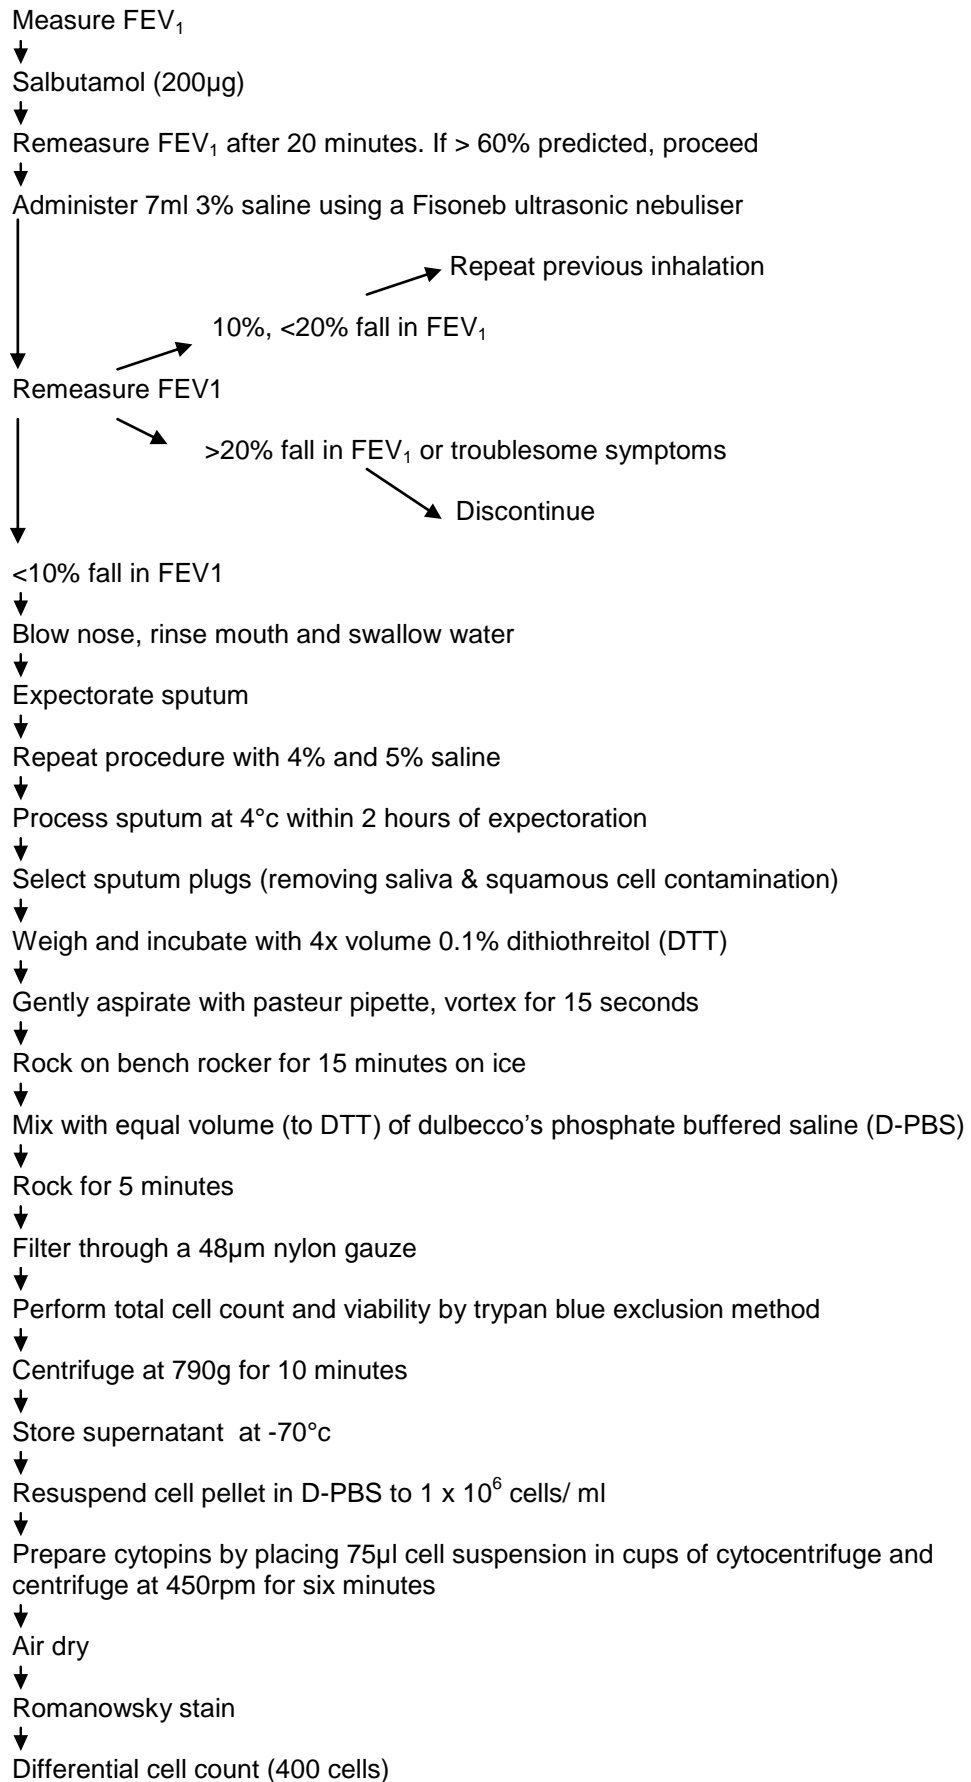 Measure FEV₁
Salbutamol (200µg)
Remeasure FEV₁ after 20 minutes. If > 60% predicted, proceed
Administer 7ml 3% saline using a Fisoneb ultrasonic nebuliser
Repeat previous inhalation
10%, <20% fall in FEV₁
Remeasure FEV1
>20% fall in FEV₁ or troublesome symptoms
Discontinue
<10% fall in FEV1
Blow nose, rinse mouth and swallow water
Expectorate sputum
Repeat procedure with 4% and 5% saline
Process sputum at 4°c within 2 hours of expectoration
Select sputum plugs (removing saliva & squamous cell contamination)
Weigh and incubate with 4x volume 0.1% dithiothreitol (DTT)
Gently aspirate with pasteur pipette, vortex for 15 seconds
Rock on bench rocker for 15 minutes on ice
Mix with equal volume (to DTT) of dulbecco's phosphate buffered saline (D-PBS)
Rock for 5 minutes
Filter through a 48µm nylon gauze
Perform total cell count and viability by trypan blue exclusion method
Centrifuge at 790g for 10 minutes
Store supernatant at -70°c
Resuspend cell pellet in D-PBS to 1 x 10⁶ cells/ ml
Prepare cytopins by placing 75µl cell suspension in cups of cytocentrifuge and
centrifuge at 450rpm for six minutes
Air dry
Romanowsky stain
Differential cell count (400 cells)